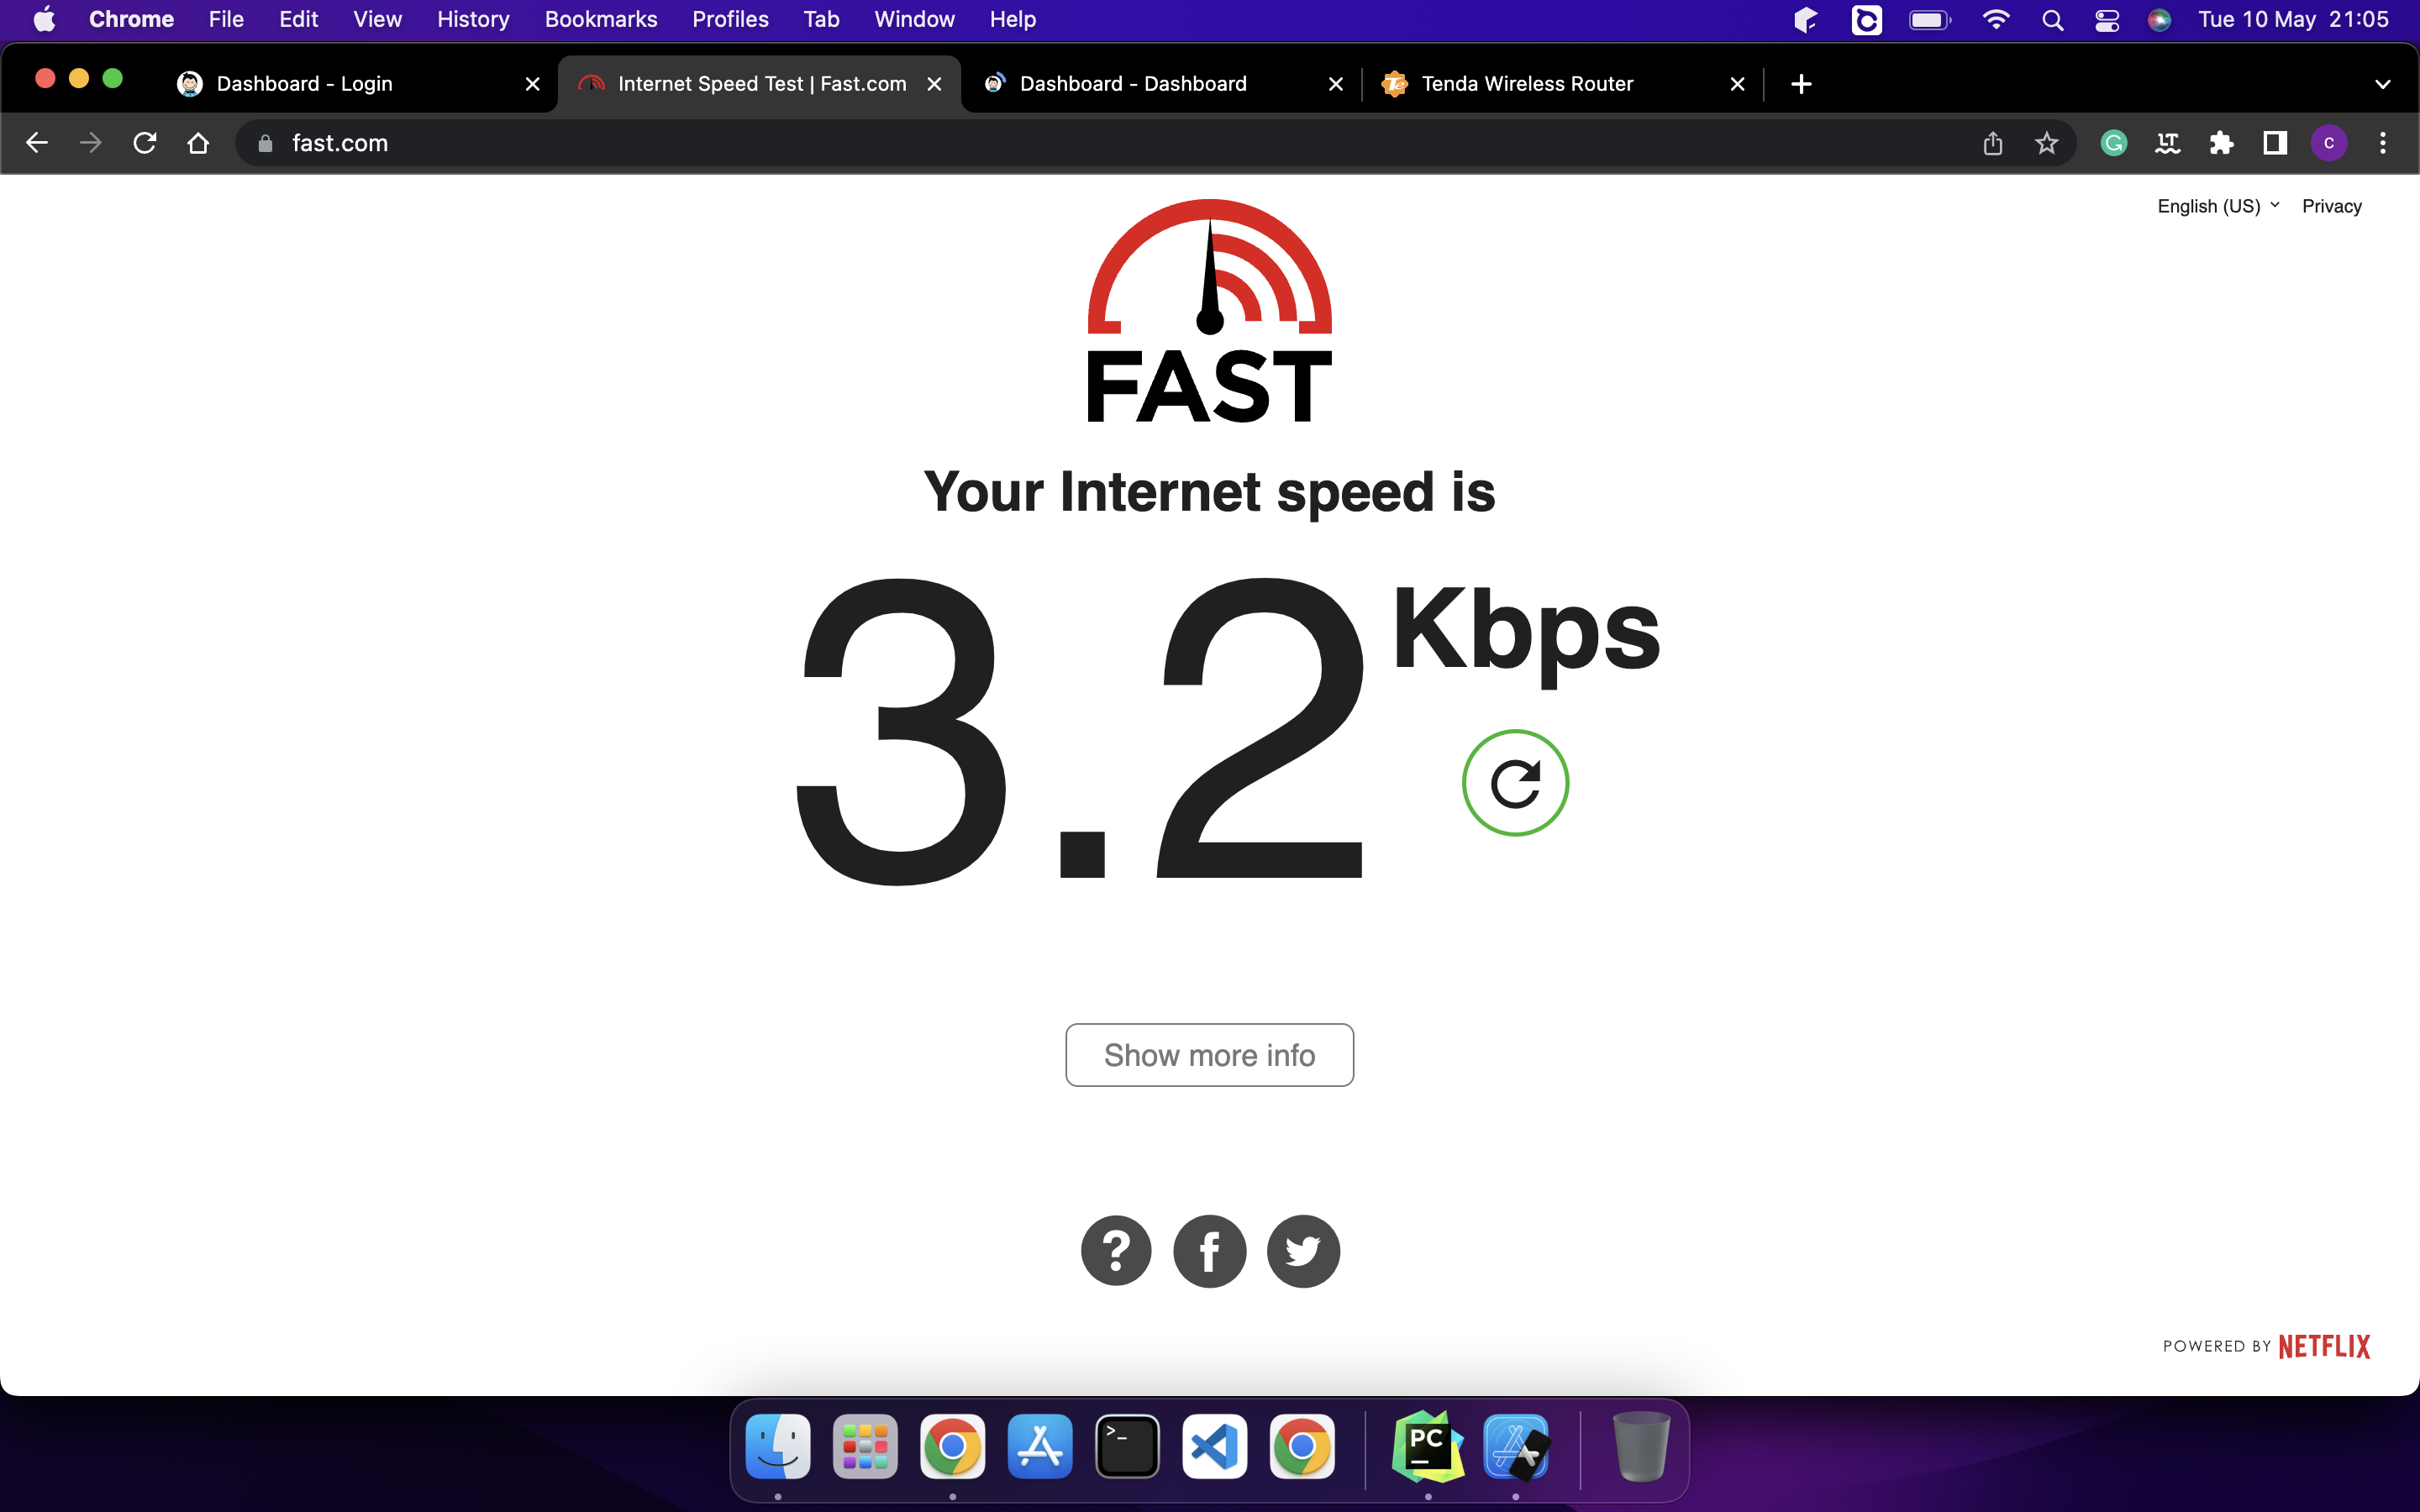 Chrome File Edit View History Bookmarks Profiles Tab Window Help Tue 10 May 21:05
Dashboard - Login Internet Speed Test | Fast.com Dashboard - Dashboard Te Tenda Wireless Router
fast.com G LT C
English (US) Privacy
FAST
Your Internet speed is
3.2 Kbps
Show more info
? f
POWERED BY NETFLIX
>_ PC